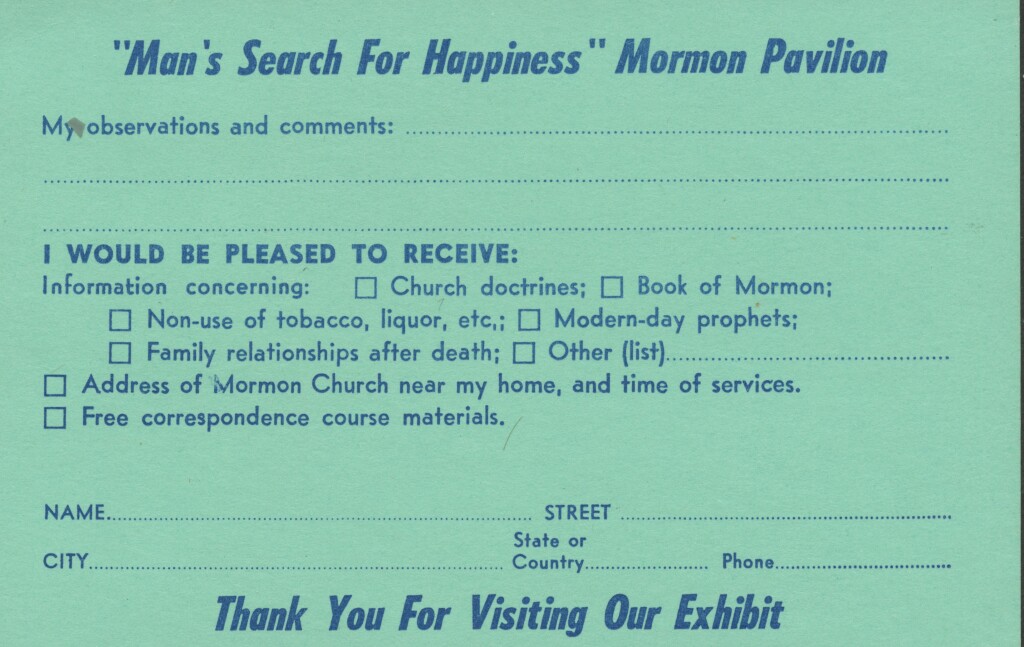 "Man's Search For Happiness" Mormon Pavilion
My observations and comments: ........................................
........................................
........................................
I WOULD BE PLEASED TO RECEIVE:
Information concerning: ☐ Church doctrines; ☐ Book of Mormon;
☐ Non-use of tobacco, liquor, etc,; ☐ Modern-day prophets;
☐ Family relationships after death; ☐ Other (list)....................
☐ Address of Mormon Church near my home, and time of services.
☐ Free correspondence course materials.
NAME.................... STREET ....................
CITY.................... State or Country.................... Phone....................
Thank You For Visiting Our Exhibit